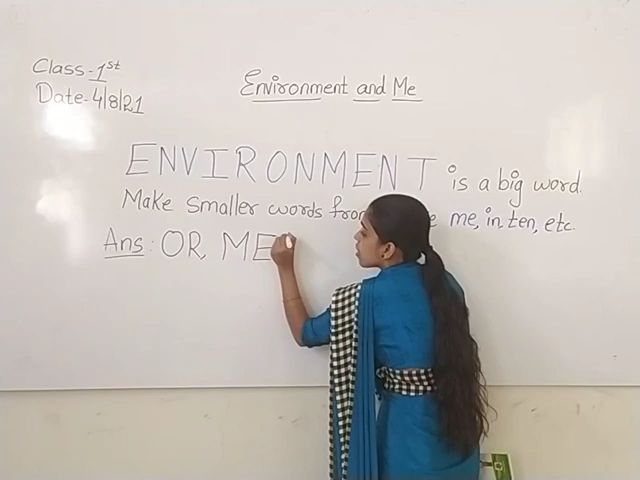 Class-1st
Environment and Me
Date-4/8/21
ENVIRONMENT is a big word.
Make smaller words me, in, ten, etc.
Ans: OR, ME